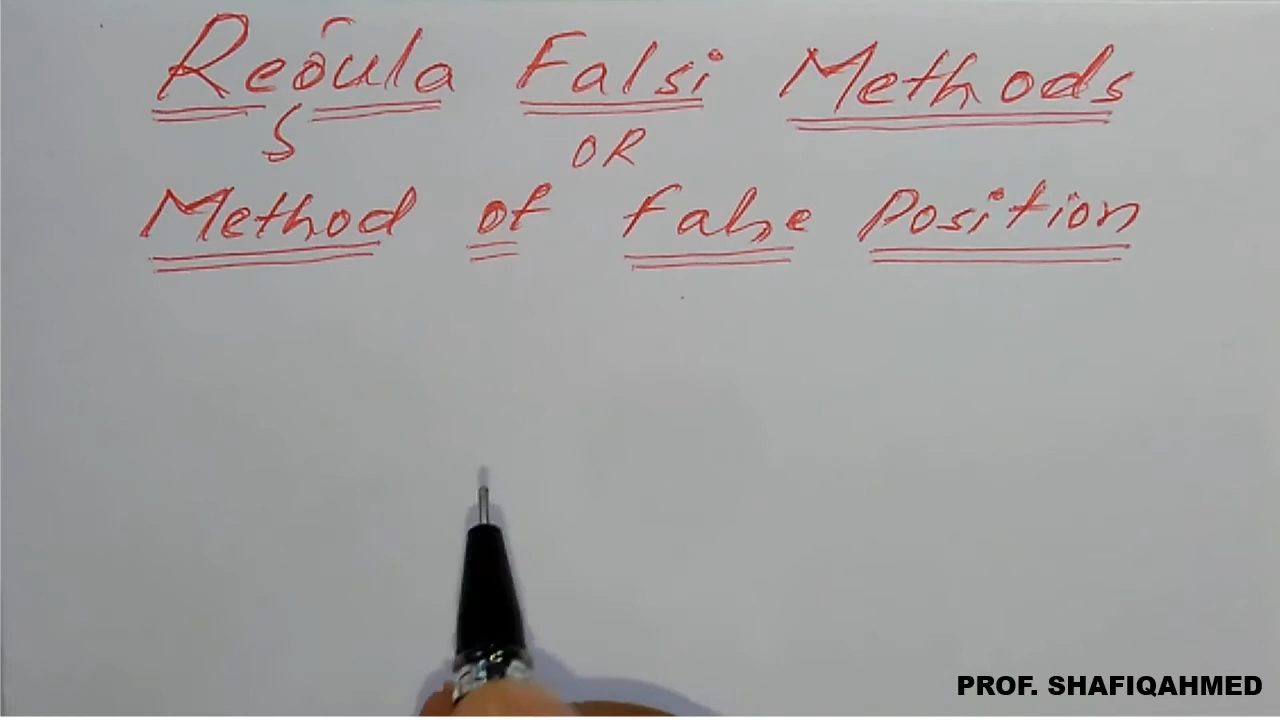 Regula Falsi Methods
OR
Method of false Position
PROF. SHAFIQAHMED